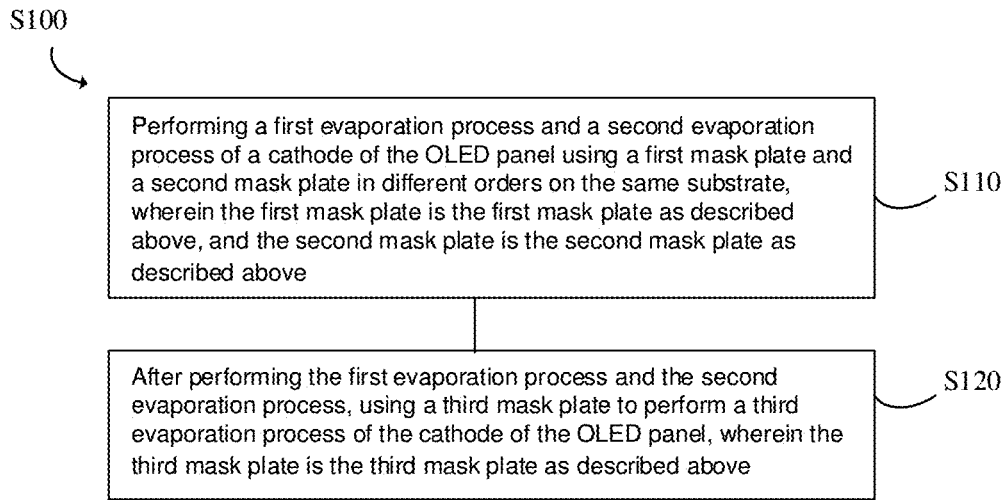 S100
Performing a first evaporation process and a second evaporation
process of a cathode of the OLED panel using a first mask plate and
a second mask plate in different orders on the same substrate,
wherein the first mask plate is the first mask plate as described
above, and the second mask plate is the second mask plate as
described above
S110
After performing the first evaporation process and the second
evaporation process, using a third mask plate to perform a third
evaporation process of the cathode of the OLED panel, wherein the
third mask plate is the third mask plate as described above
S120